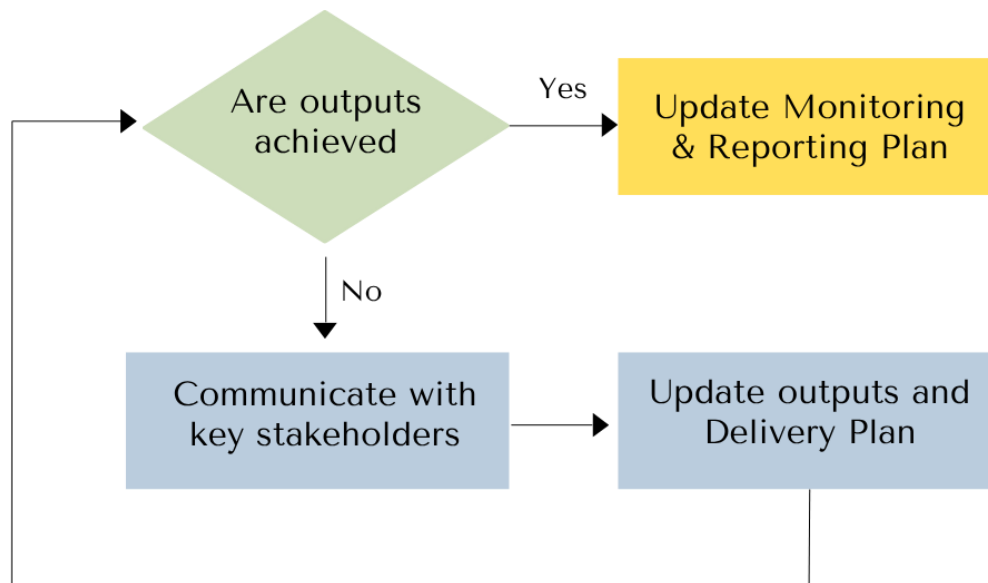 Are outputs
achieved
Yes
Update Monitoring
& Reporting Plan
No
Communicate with
key stakeholders
Update outputs and
Delivery Plan